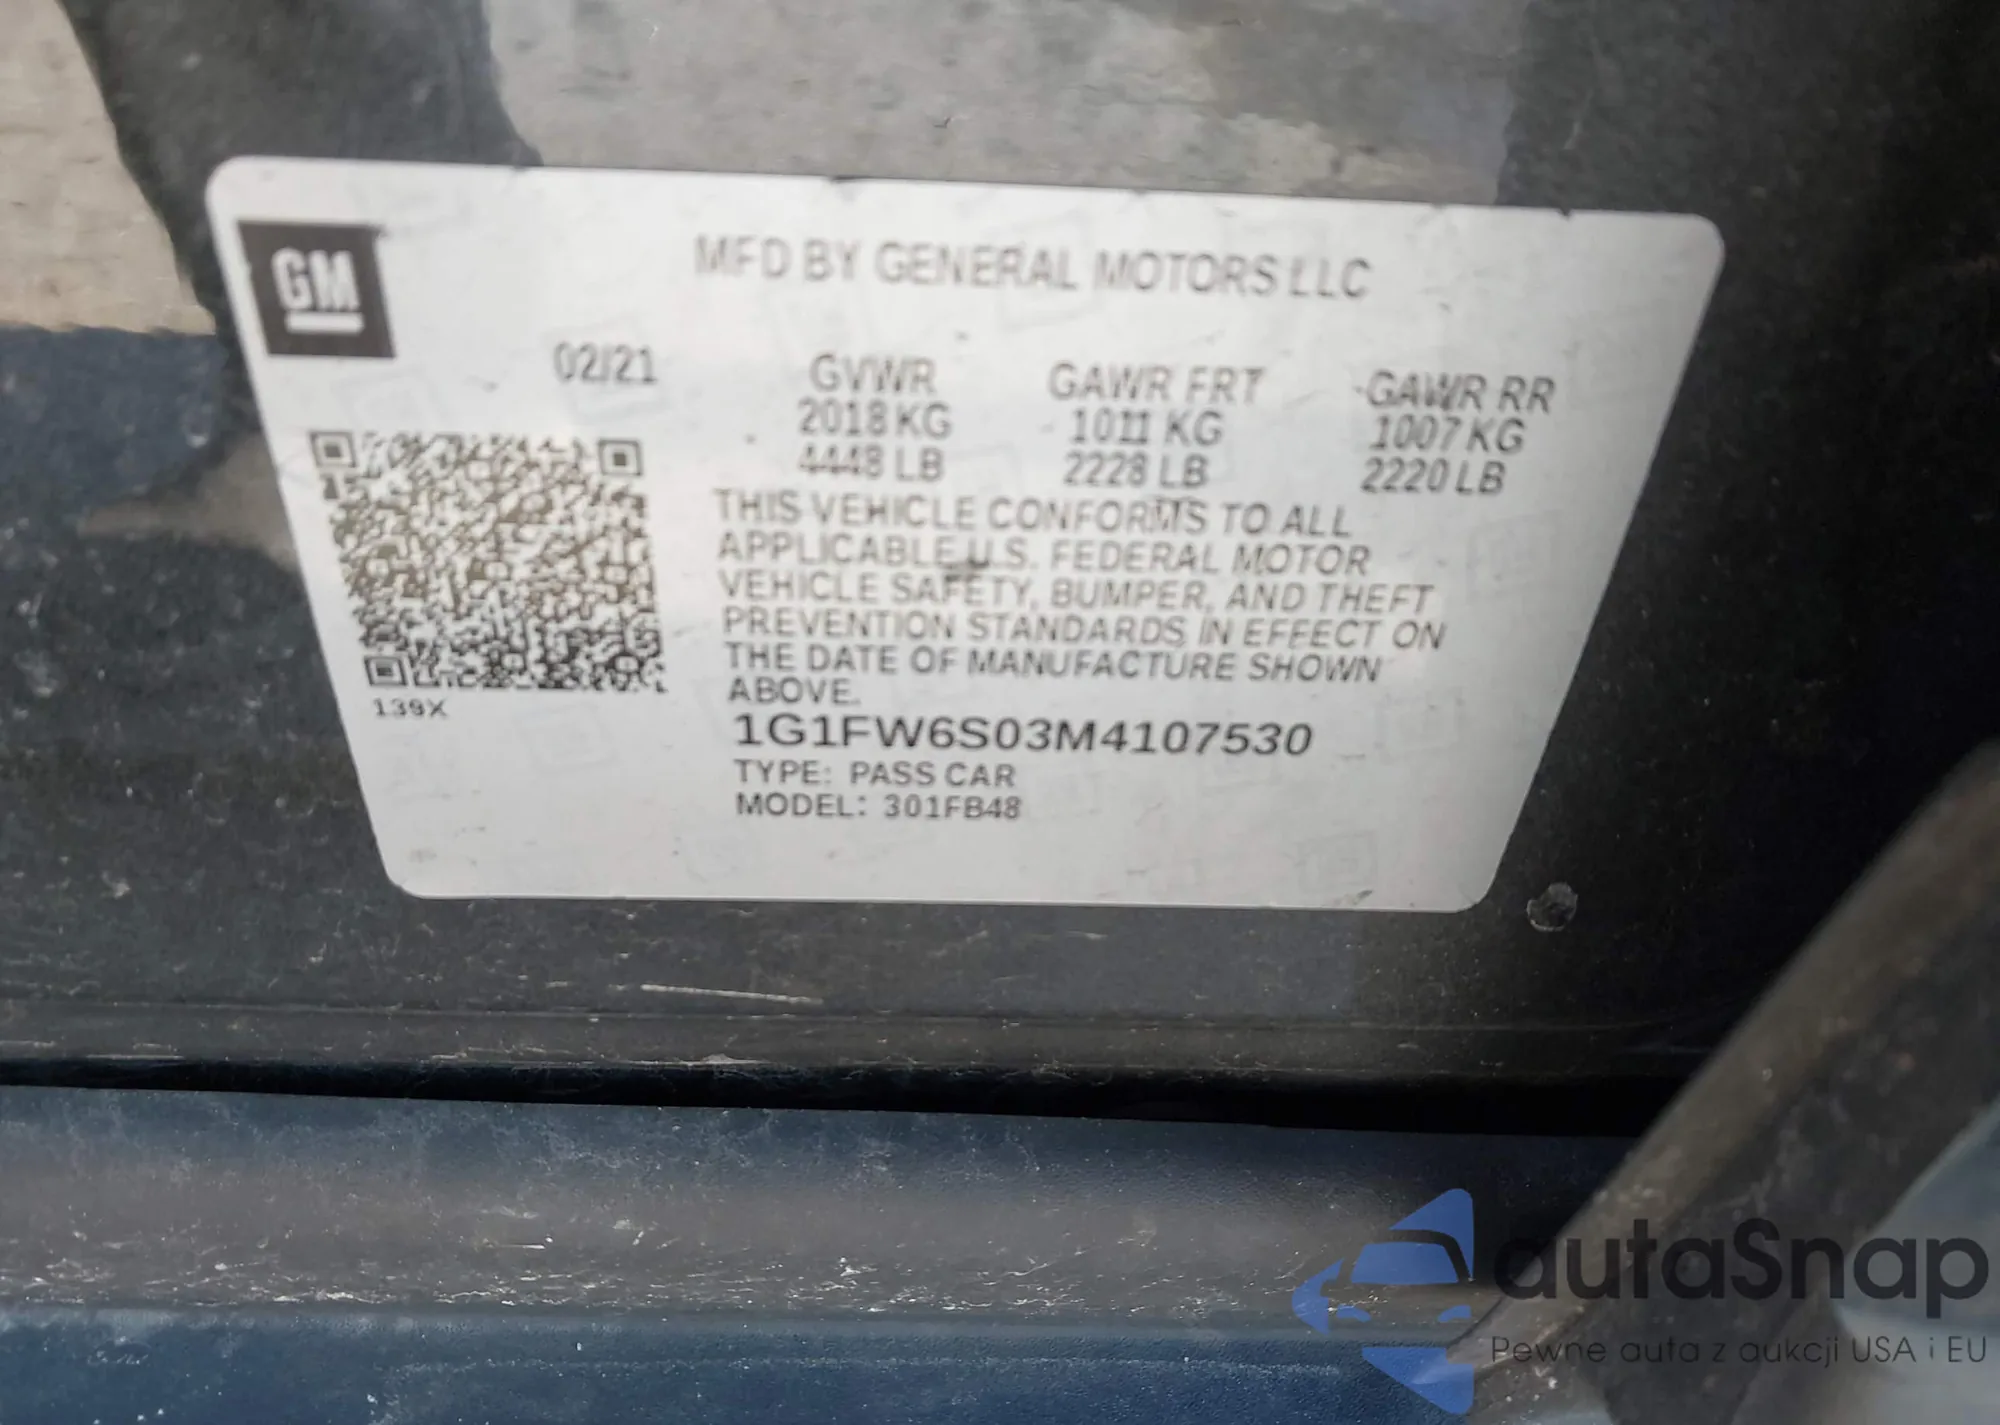 GM
MFD BY GENERAL MOTORS LLC
02/21
GVWR GAWR FRT GAWR RR
2018 KG 1011 KG 1007 KG
4448 LB 2228 LB 2220 LB
THIS VEHICLE CONFORMS TO ALL
APPLICABLE U.S. FEDERAL MOTOR
VEHICLE SAFETY, BUMPER, AND THEFT
PREVENTION STANDARDS IN EFFECT ON
THE DATE OF MANUFACTURE SHOWN
ABOVE.
139X
1G1FW6S03M4107530
TYPE: PASS CAR
MODEL: 301FB48
autaSnap
Pewne auta z aukcji USA i EU